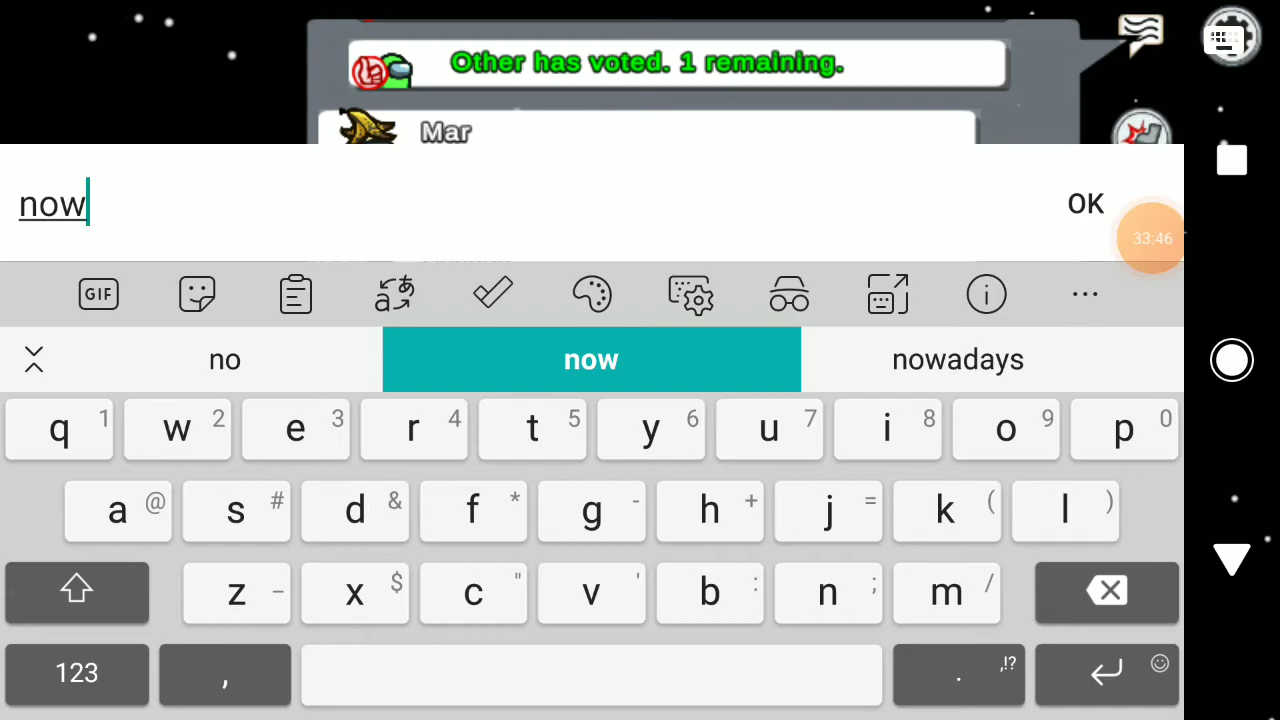 Other has voted. 1 remaining.
Mar
now
OK
33:46
GIF
no now nowadays
q 1 w 2 e 3 r 4 t 5 y 6 u 7 i 8 o 9 p 0
a @ s # d & f * g - h + j = k ( l )
z _ x $ c " v ' b : n ; m /
123 , . ,!?